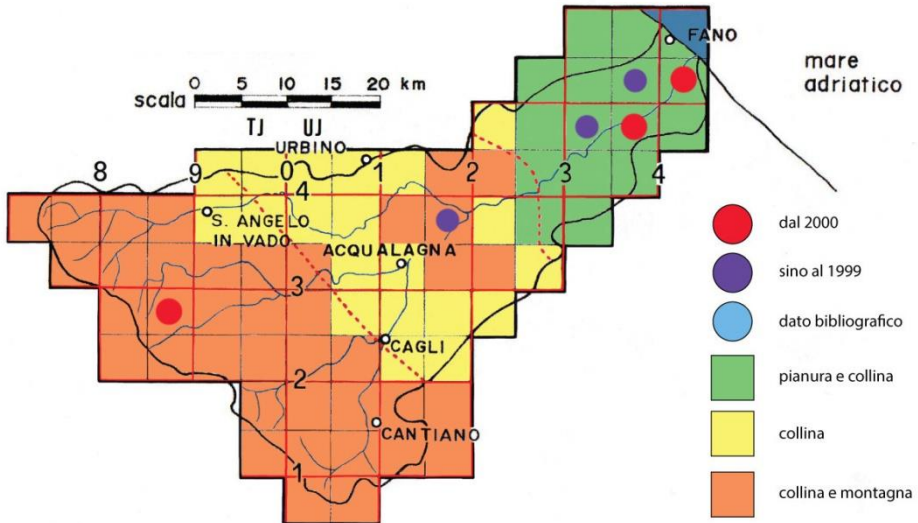 FANO
mare
adriatico
scala
0 5 10 15 20 km
TJ UJ
URBINO
8 9 0 1 2 3 4
4
S. ANGELO
IN VADO
ACQUALAGNA
3
CAGLI
2
CANTIANO
1
dal 2000
sino al 1999
dato bibliografico
pianura e collina
collina
collina e montagna